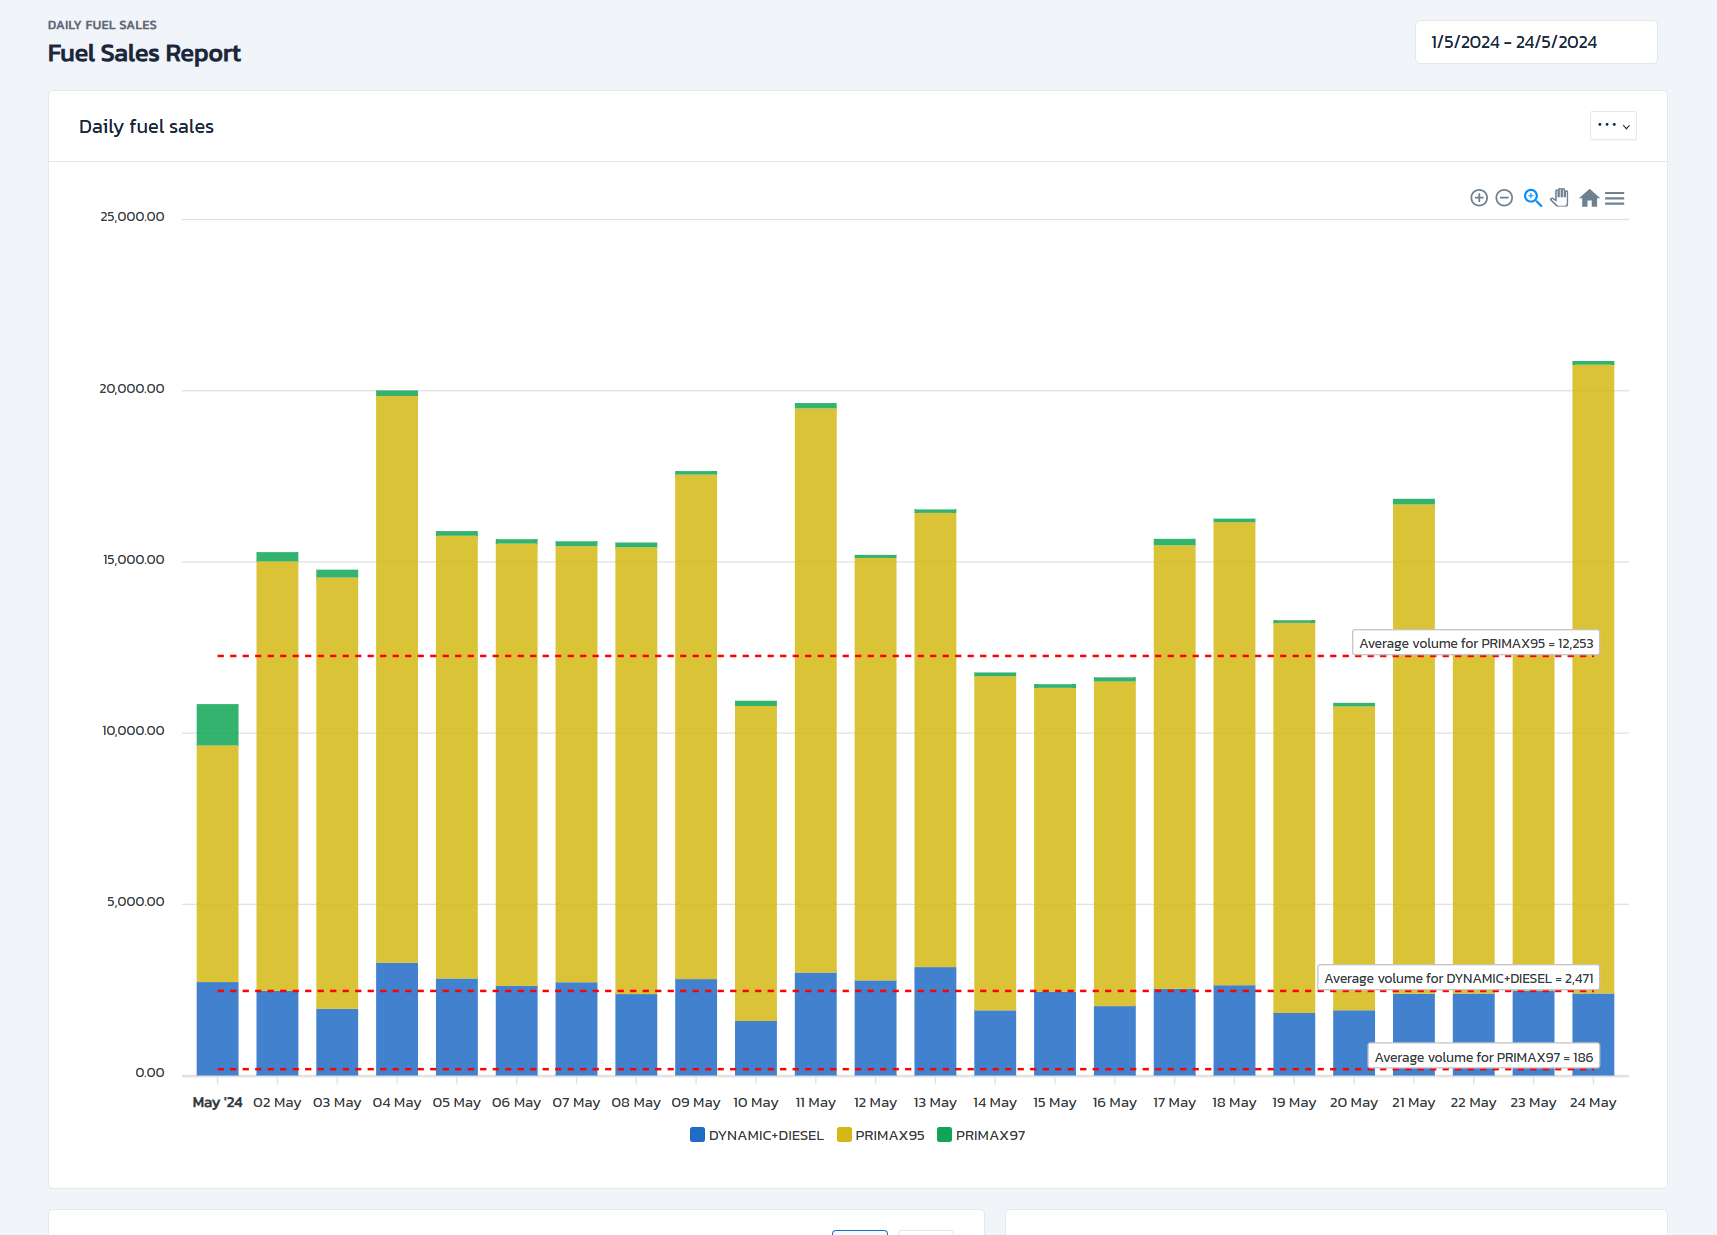 DAILY FUEL SALES
Fuel Sales Report
1/5/2024 - 24/5/2024
Daily fuel sales
25,000.00
20,000.00
15,000.00
10,000.00
5,000.00
0.00
Average volume for PRIMAX95 = 12,253
Average volume for DYNAMIC+DIESEL = 2,471
Average volume for PRIMAX97 = 186
May '24 02 May 03 May 04 May 05 May 06 May 07 May 08 May 09 May 10 May 11 May 12 May 13 May 14 May 15 May 16 May 17 May 18 May 19 May 20 May 21 May 22 May 23 May 24 May
DYNAMIC+DIESEL PRIMAX95 PRIMAX97